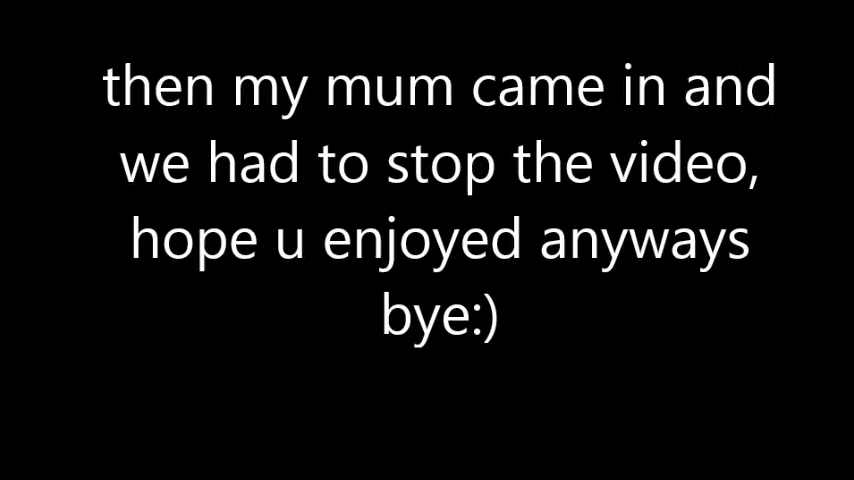 then my mum came in and
we had to stop the video,
hope u enjoyed anyways
bye:)